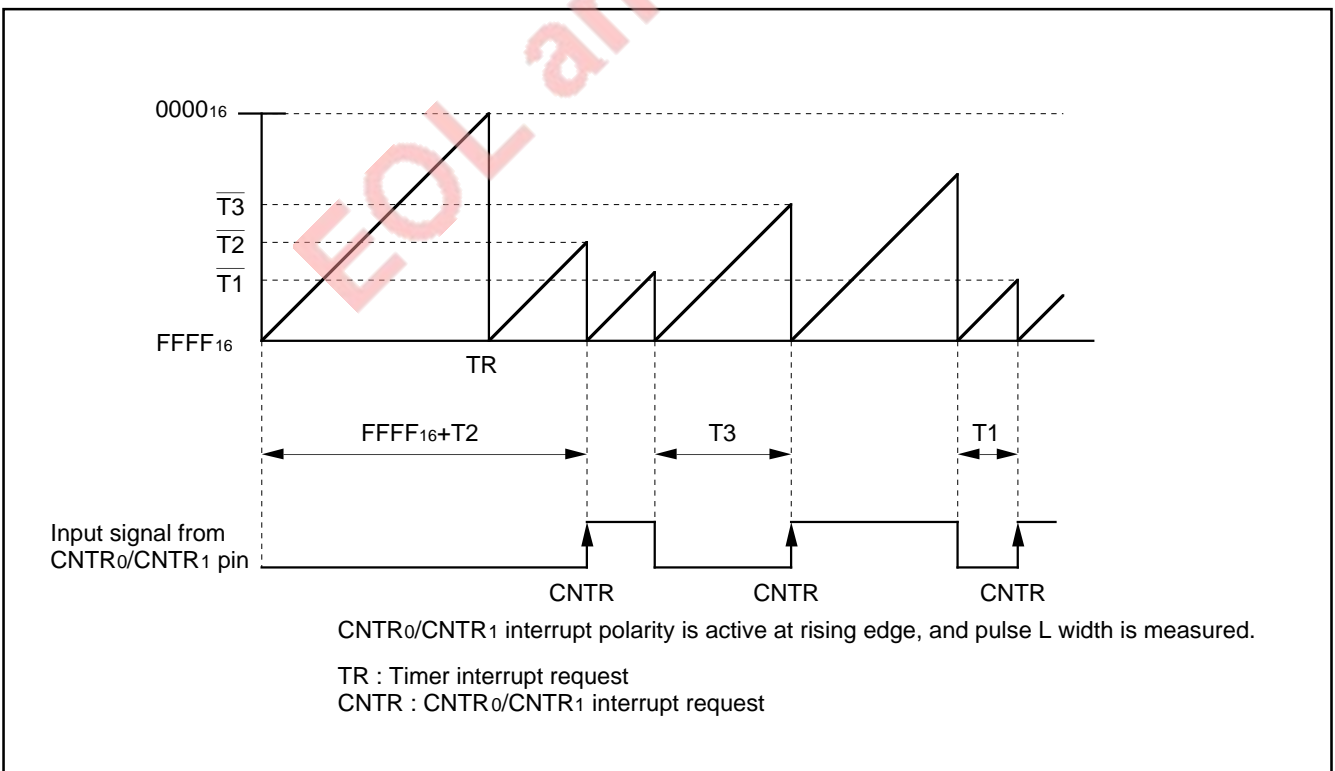 EOL an
0000₁₆
T3
T2
T1
FFFF₁₆
TR
FFFF₁₆+T2
T3
T1
Input signal from
CNTR₀/CNTR₁ pin
CNTR
CNTR
CNTR
CNTR₀/CNTR₁ interrupt polarity is active at rising edge, and pulse L width is measured.
TR : Timer interrupt request
CNTR : CNTR₀/CNTR₁ interrupt request